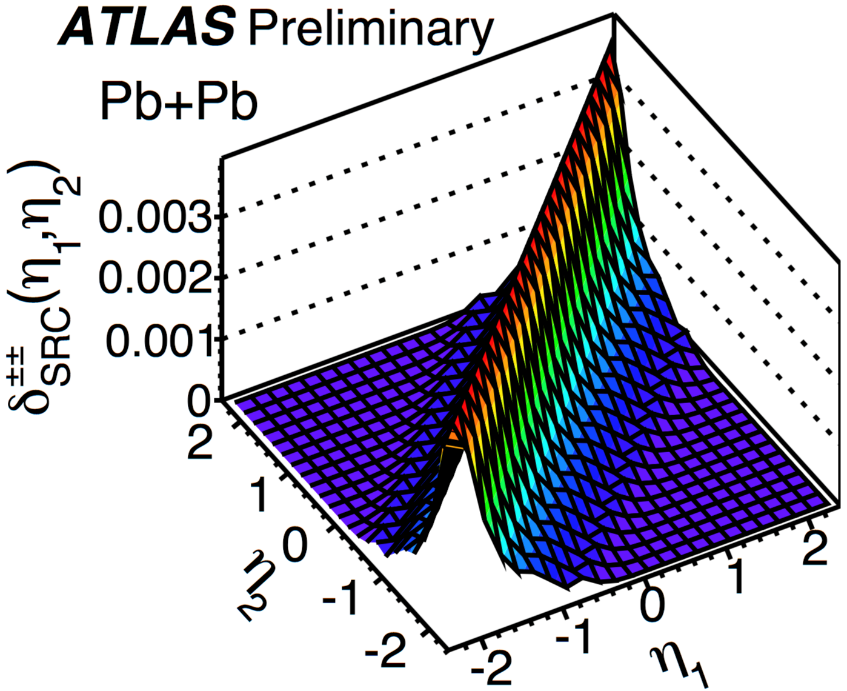 ATLAS Preliminary
Pb+Pb
δ±±SRC(η1,η2)
0.003
0.002
0.001
0
2
1
0
-1
-2
η2
-2
-1
0
1
2
η1